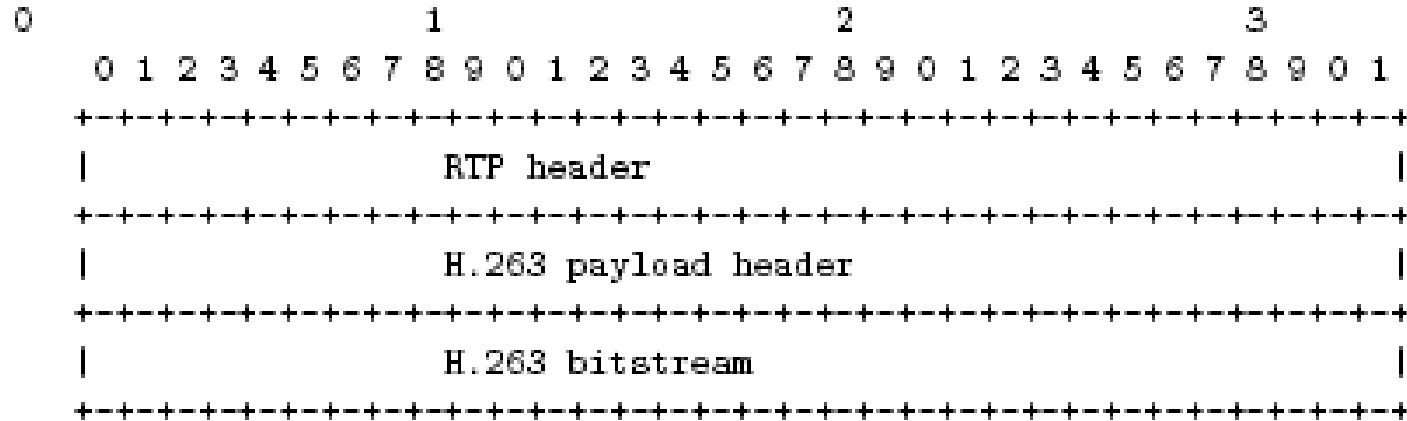 0                   1                   2                   3
    0 1 2 3 4 5 6 7 8 9 0 1 2 3 4 5 6 7 8 9 0 1 2 3 4 5 6 7 8 9 0 1
   +-+-+-+-+-+-+-+-+-+-+-+-+-+-+-+-+-+-+-+-+-+-+-+-+-+-+-+-+-+-+-+-+
   |                 RTP header                                    |
   +-+-+-+-+-+-+-+-+-+-+-+-+-+-+-+-+-+-+-+-+-+-+-+-+-+-+-+-+-+-+-+-+
   |                 H.263 payload header                          |
   +-+-+-+-+-+-+-+-+-+-+-+-+-+-+-+-+-+-+-+-+-+-+-+-+-+-+-+-+-+-+-+-+
   |                 H.263 bitstream                               |
   +-+-+-+-+-+-+-+-+-+-+-+-+-+-+-+-+-+-+-+-+-+-+-+-+-+-+-+-+-+-+-+-+